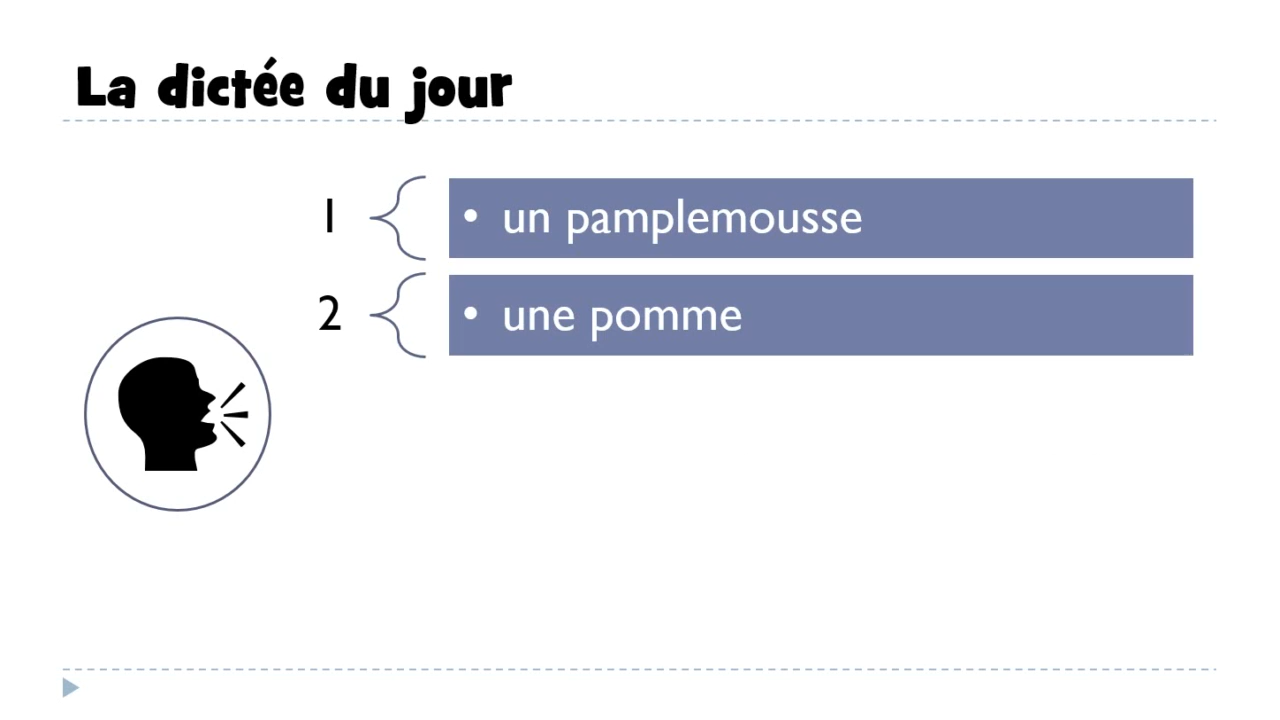 La dictée du jour
1
• un pamplemousse
2
• une pomme